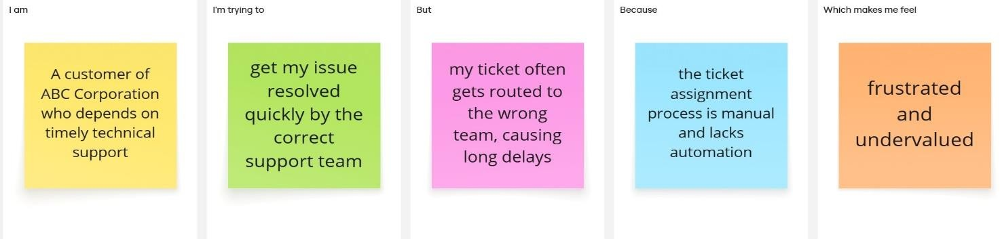 I am
A customer of
ABC Corporation
who depends on
timely technical
support
I'm trying to
get my issue
resolved
quickly by the
correct
support team
But
my ticket often
gets routed to
the wrong
team, causing
long delays
Because
the ticket
assignment
process is manual
and lacks
automation
Which makes me feel
frustrated
and
undervalued